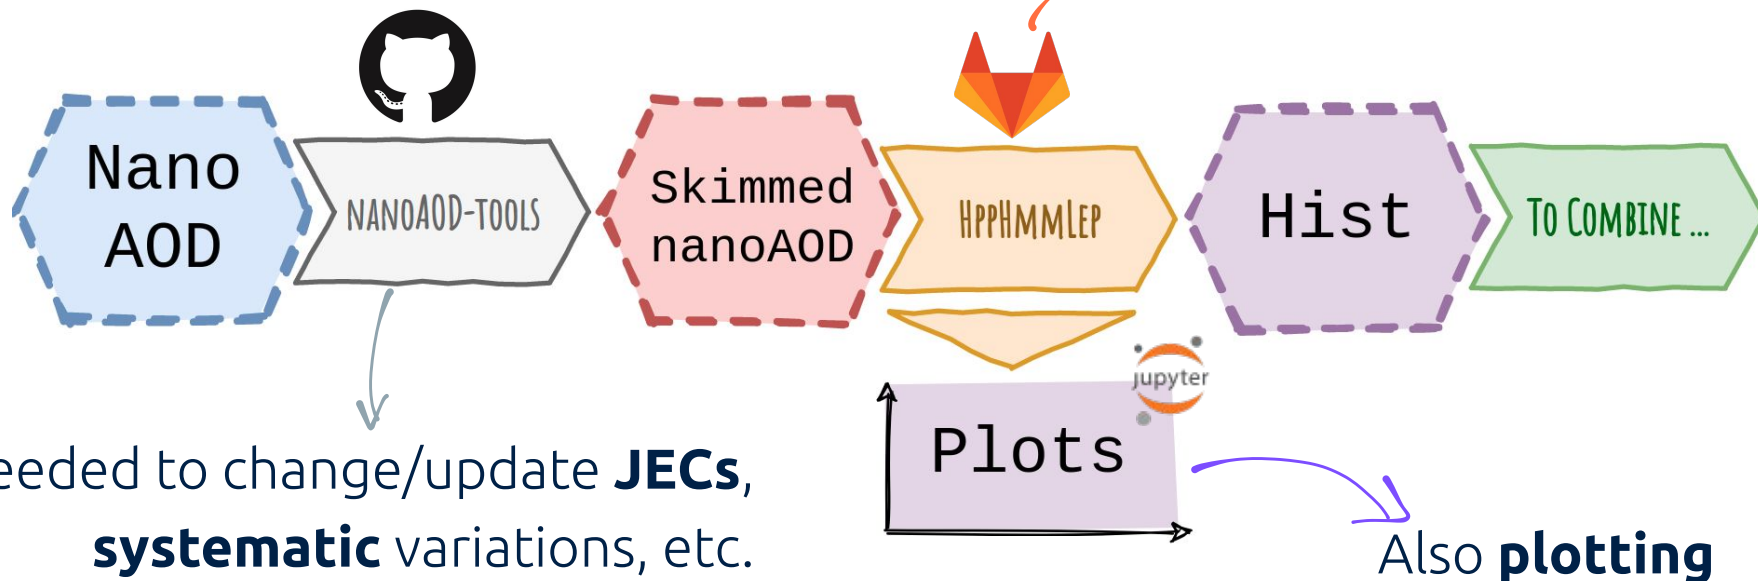 Nano
AOD
NANOAOD-TOOLS
Skimmed
nanoAOD
HPPHMMLEP
Hist
TO COMBINE ...
jupyter
Plots
eeded to change/update JECs,
systematic variations, etc.
Also plotting